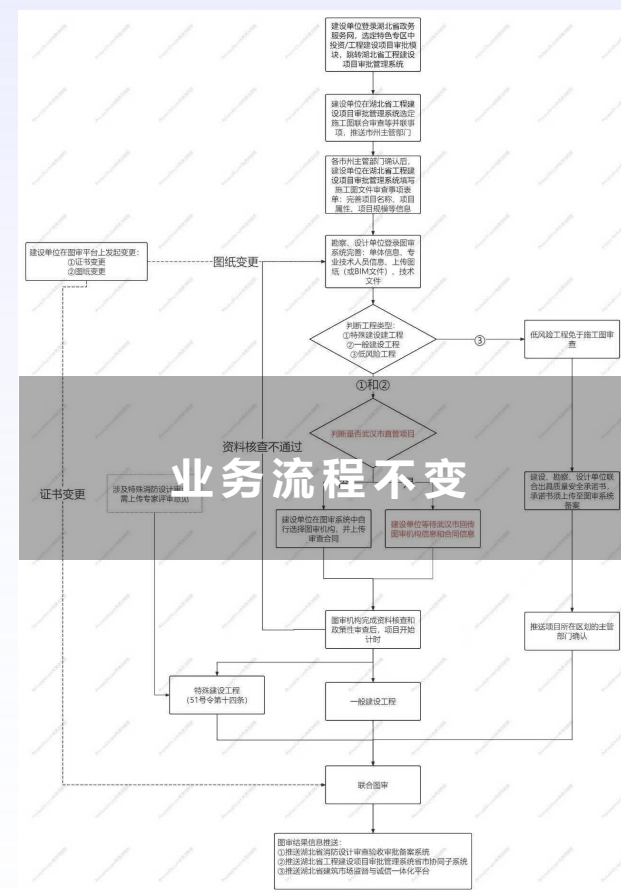 建设单位登录湖北省政务
服务网，选定特色专区中
投资/工程建设项目审批模
块，跳转湖北省工程建设
项目审批管理系统
建设单位在湖北省工程建
设项目审批管理系统选定
施工图联合审查等并联事
项，推送市州主管部门
各市州主管部门确认后，
建设单位在湖北省工程建
设项目审批管理系统填写
施工图文件审查事项表
单：完善项目名称、项目
属性、项目规模等信息
建设单位在图审平台上发起变更：
①证书变更
②图纸变更
图纸变更
勘察、设计单位登录图审
系统完善：单体信息、专
业技术人员信息、上传图
纸（或BIM文件），技术
文件
判断工程类型：
①特殊建设建工程
②一般建设工程
③低风险工程
③
低风险工程免于施工图审
查
①和②
判断是否武汉市直管项目
资料核查不通过
业务流程不变
证书变更
涉及特殊消防设计
需上传专家评审意见
建设单位在图审系统中自
行选择图审机构，并上传
审查合同
建设单位等待武汉市回传
图审机构信息和合同信息
建设、勘察、设计单位联
合出具质量安全承诺书，
承诺书须上传至图审系统
备案
图审机构完成资料核查和
政策性审查后，项目开始
计时
推送项目所在区划的主管
部门确认
特殊建设工程
（51号令第十四条）
一般建设工程
联合图审
图审结果信息推送：
①推送湖北省消防设计审查验收审批备案系统
②推送湖北省工程建设项目审批管理系统省市协同子系统
③推送湖北省建筑市场监督与诚信一体化平台